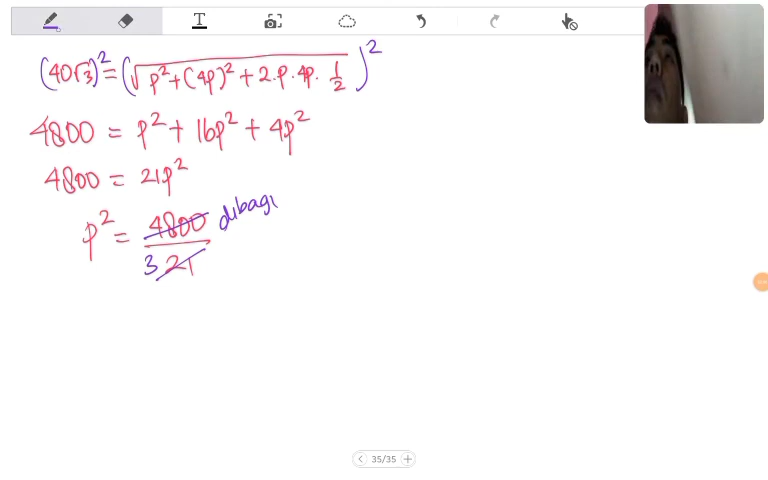 T
(40√3)² = (√p²+(4p)² + 2.p.4p. 1/2)²
4800 = p² + 16p² + 4p²
4800 = 21p²
p² = 4800/21 dibagi
3
35/35